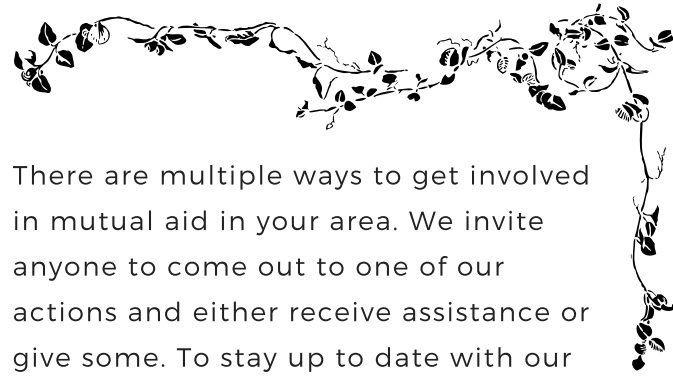 There are multiple ways to get involved
in mutual aid in your area. We invite
anyone to come out to one of our
actions and either receive assistance or
give some. To stay up to date with our